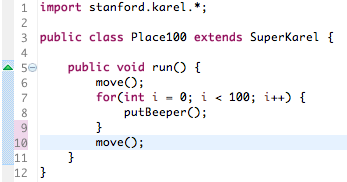 1 import stanford.karel.*;
2
3 public class Place100 extends SuperKarel {
4
5 public void run() {
6 move();
7 for(int i = 0; i < 100; i++) {
8 putBeeper();
9 }
10 move();
11 }
12 }